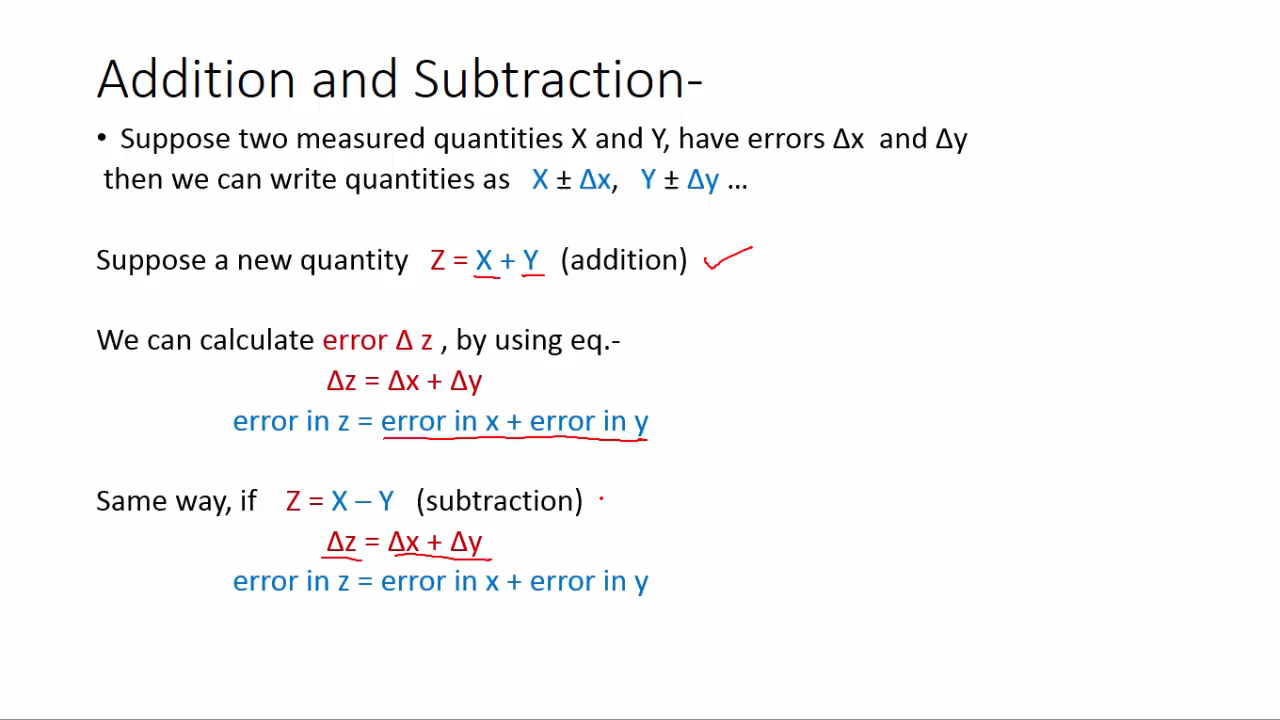 Addition and Subtraction-
• Suppose two measured quantities X and Y, have errors Δx and Δy
then we can write quantities as X ± Δx, Y ± Δy ...
Suppose a new quantity Z = X + Y (addition)
We can calculate error Δ z , by using eq.-
Δz = Δx + Δy
error in z = error in x + error in y
Same way, if Z = X – Y (subtraction)
Δz = Δx + Δy
error in z = error in x + error in y